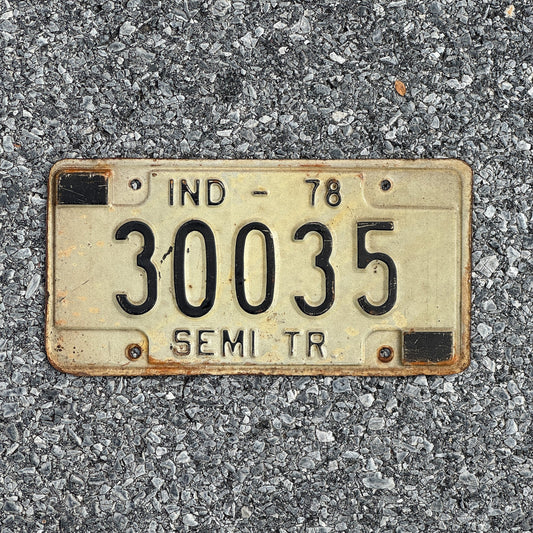 IND - 78
30035
SEMI TR